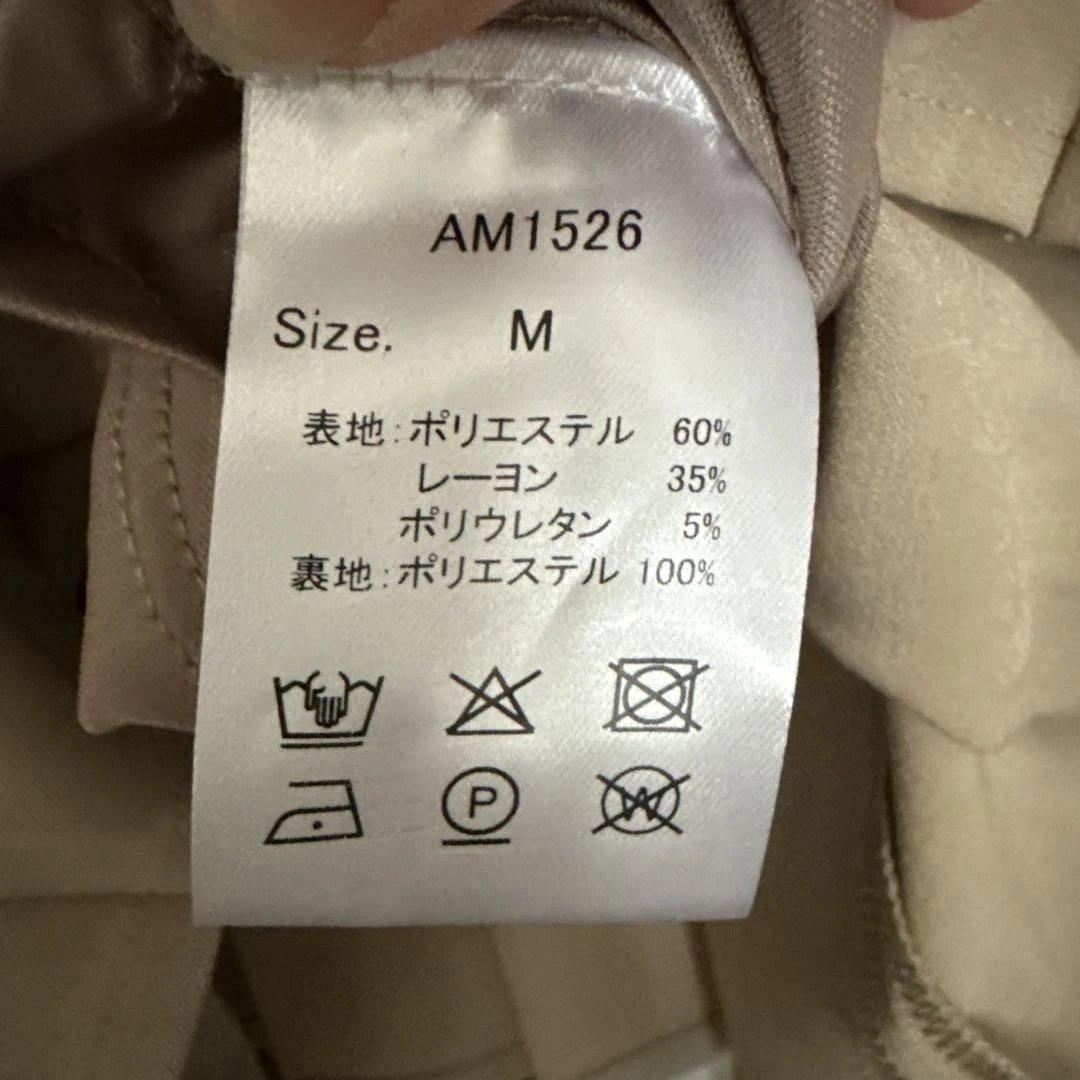 AM1526
Size. M
表地:ポリエステル 60%
レーヨン 35%
ポリウレタン 5%
裏地:ポリエステル 100%
P
W